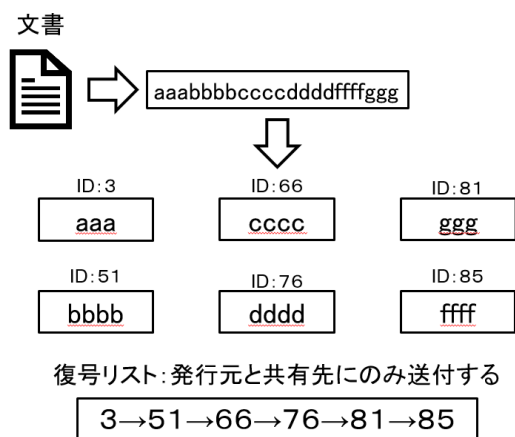 文書
aaabbbbccccddddffffggg
ID:3
ID:66
ID:81
aaa
cccc
ggg
ID:51
ID:76
ID:85
bbbb
dddd
ffff
復号リスト:発行元と共有先にのみ送付する
3→51→66→76→81→85